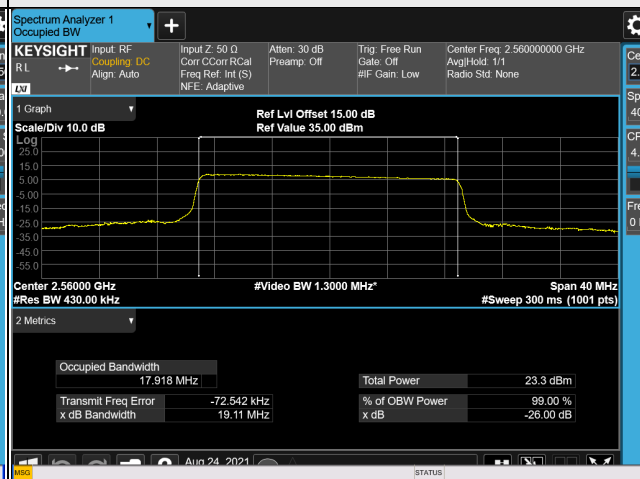 Spectrum Analyzer 1
Occupied BW
+
KEYSIGHT
R L
LXI
Input: RF
Coupling: DC
Align: Auto
Input Z: 50 Ω
Corr CCorr RCal
Freq Ref: Int (S)
NFE: Adaptive
Atten: 30 dB
Preamp: Off
Trig: Free Run
Gate: Off
#IF Gain: Low
Center Freq: 2.560000000 GHz
Avg|Hold: 1/1
Radio Std: None
1 Graph
Scale/Div 10.0 dB
Ref Lvl Offset 15.00 dB
Ref Value 35.00 dBm
Log
25.0
15.0
5.00
-5.00
-15.0
-25.0
-35.0
-45.0
-55.0
Center 2.56000 GHz
#Res BW 430.00 kHz
#Video BW 1.3000 MHz*
Span 40 MHz
#Sweep 300 ms (1001 pts)
2 Metrics
Occupied Bandwidth
17.918 MHz
Transmit Freq Error -72.542 kHz
x dB Bandwidth 19.11 MHz
Total Power 23.3 dBm
% of OBW Power 99.00 %
x dB -26.00 dB
Aug 24, 2021
MSG
STATUS